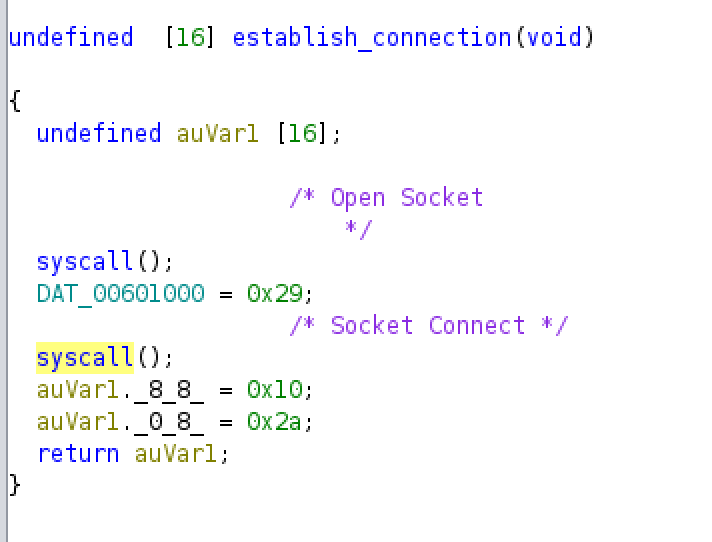 undefined  [16] establish_connection(void)
{
undefined auVar1 [16];
/* Open Socket
*/
syscall();
DAT_00601000 = 0x29;
/* Socket Connect */
syscall();
auVar1._8_8_ = 0x10;
auVar1._0_8_ = 0x2a;
return auVar1;
}